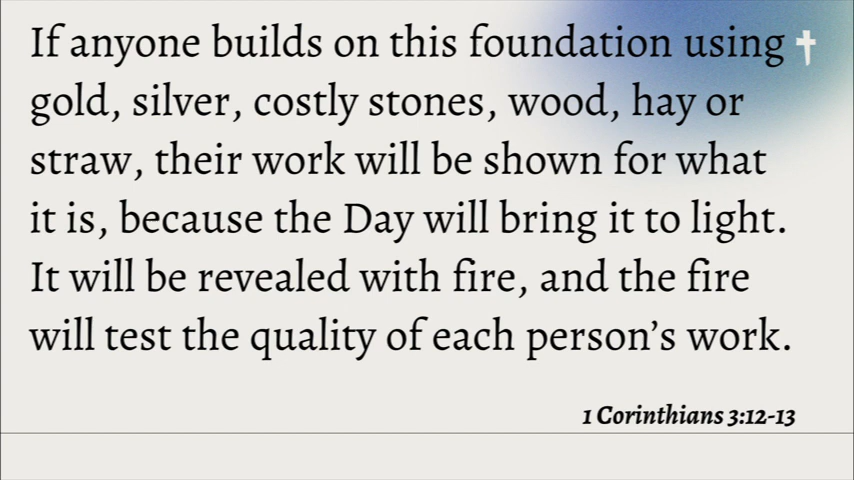 If anyone builds on this foundation using
gold, silver, costly stones, wood, hay or
straw, their work will be shown for what
it is, because the Day will bring it to light.
It will be revealed with fire, and the fire
will test the quality of each person’s work.
1 Corinthians 3:12-13